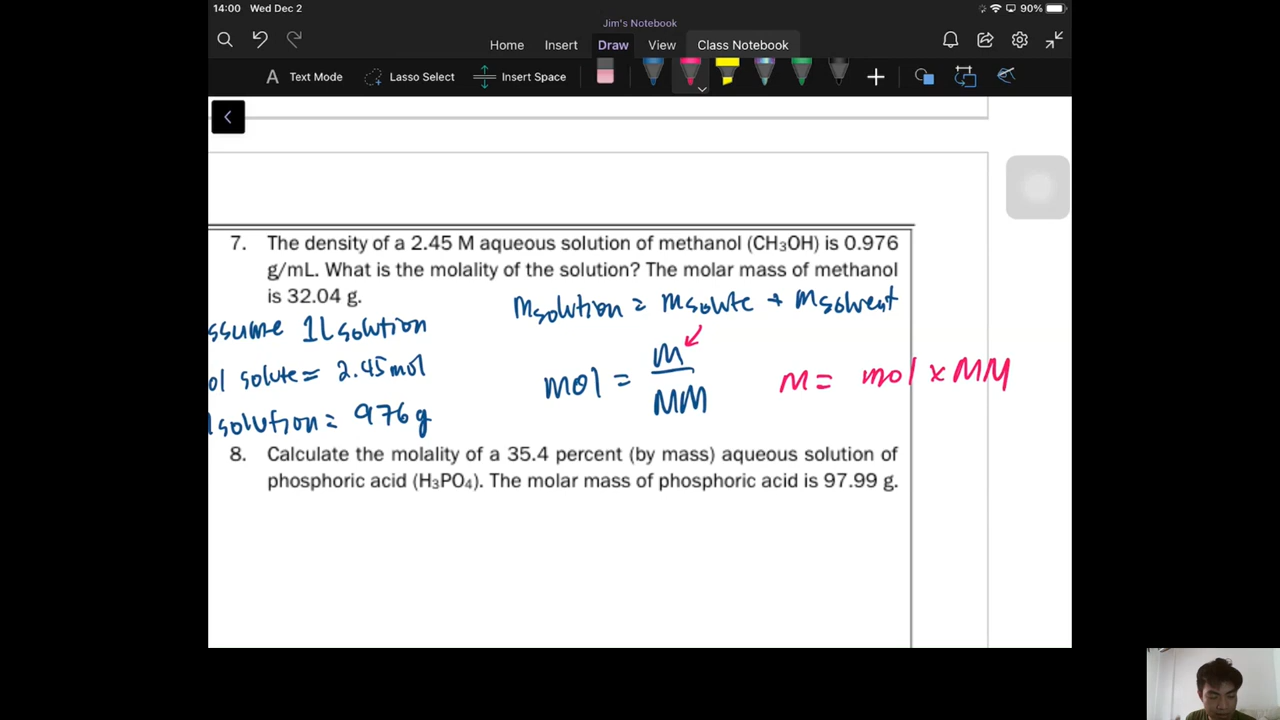 14:00 Wed Dec 2
90%
Jim's Notebook
Home Insert Draw View Class Notebook
A Text Mode Lasso Select Insert Space
7. The density of a 2.45 M aqueous solution of methanol (CH₃OH) is 0.976
g/mL. What is the molality of the solution? The molar mass of methanol
is 32.04 g.
msolution = msolute + msolvent
ssume 1L solution
mol = m/MM
m = mol x MM
ol solute = 2.45 mol
solution = 976 g
8. Calculate the molality of a 35.4 percent (by mass) aqueous solution of
phosphoric acid (H₃PO₄). The molar mass of phosphoric acid is 97.99 g.